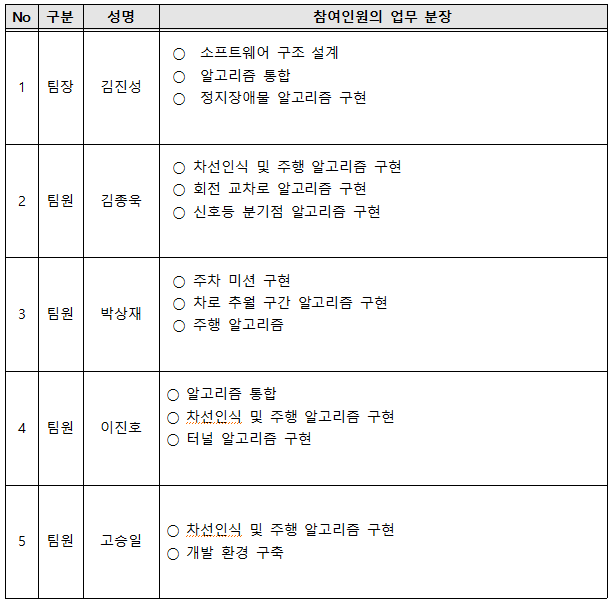 No 구분 성명 참여인원의 업무 분장
○ 소프트웨어 구조 설계
○ 알고리즘 통합
1 팀장 김진성
○ 정지장애물 알고리즘 구현
○ 차선인식 및 주행 알고리즘 구현
○ 회전 교차로 알고리즘 구현
2 팀원 김종욱
○ 신호등 분기점 알고리즘 구현
○ 주차 미션 구현
○ 차로 추월 구간 알고리즘 구현
3 팀원 박상재
○ 주행 알고리즘
○ 알고리즘 통합
○ 차선인식 및 주행 알고리즘 구현
4 팀원 이진호
○ 터널 알고리즘 구현
○ 차선인식 및 주행 알고리즘 구현
5 팀원 고승일
○ 개발 환경 구축